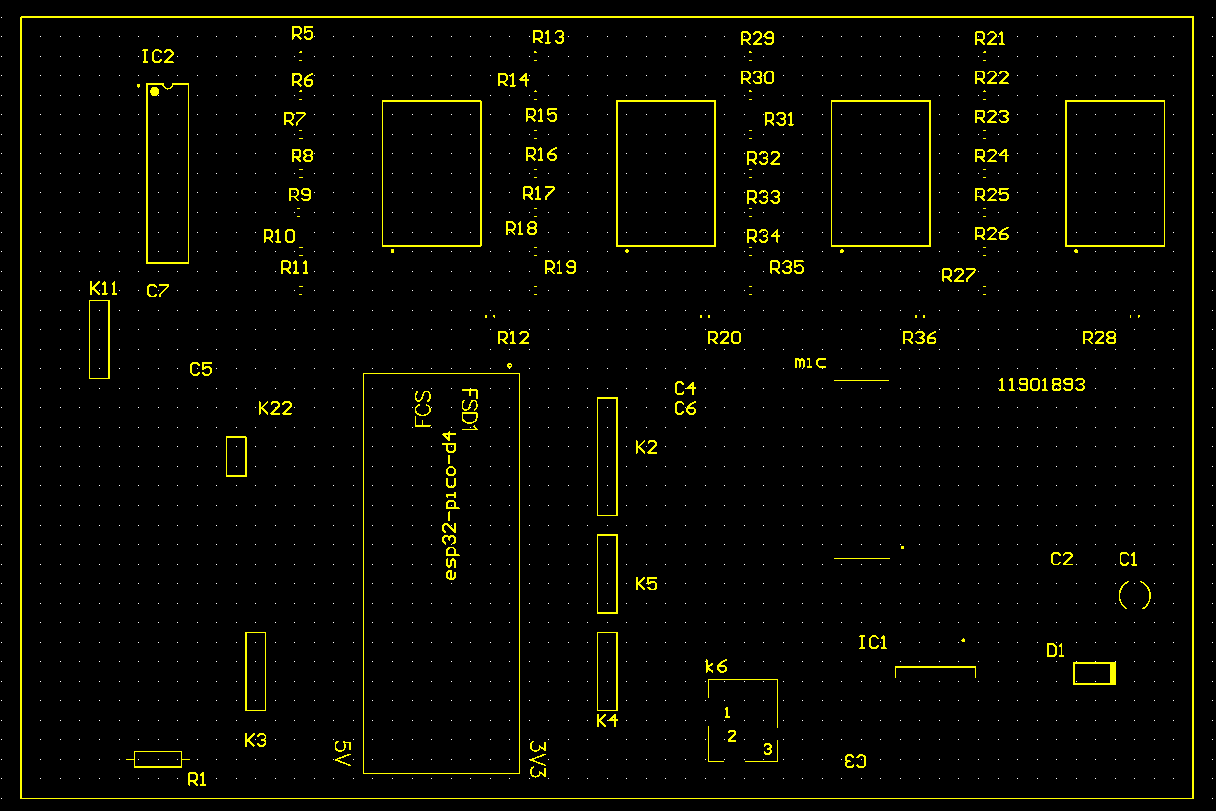 R5 R13 R29 R21
IC2
R6 R14 R30 R22
R7 R15 R31 R23
R8 R16 R32 R24
R9 R17 R33 R25
R10 R18 R34 R26
R11 R19 R35 R27
K11 C7
R12 R20 R36 R28
mic
C5 C4 11901893
K22 C6
FCS FSD1
esp32-pico-d4
K2
K5
C2 C1
IC1 D1
k6
1
2
3
K4
K3
5V 3V3
C3
R1